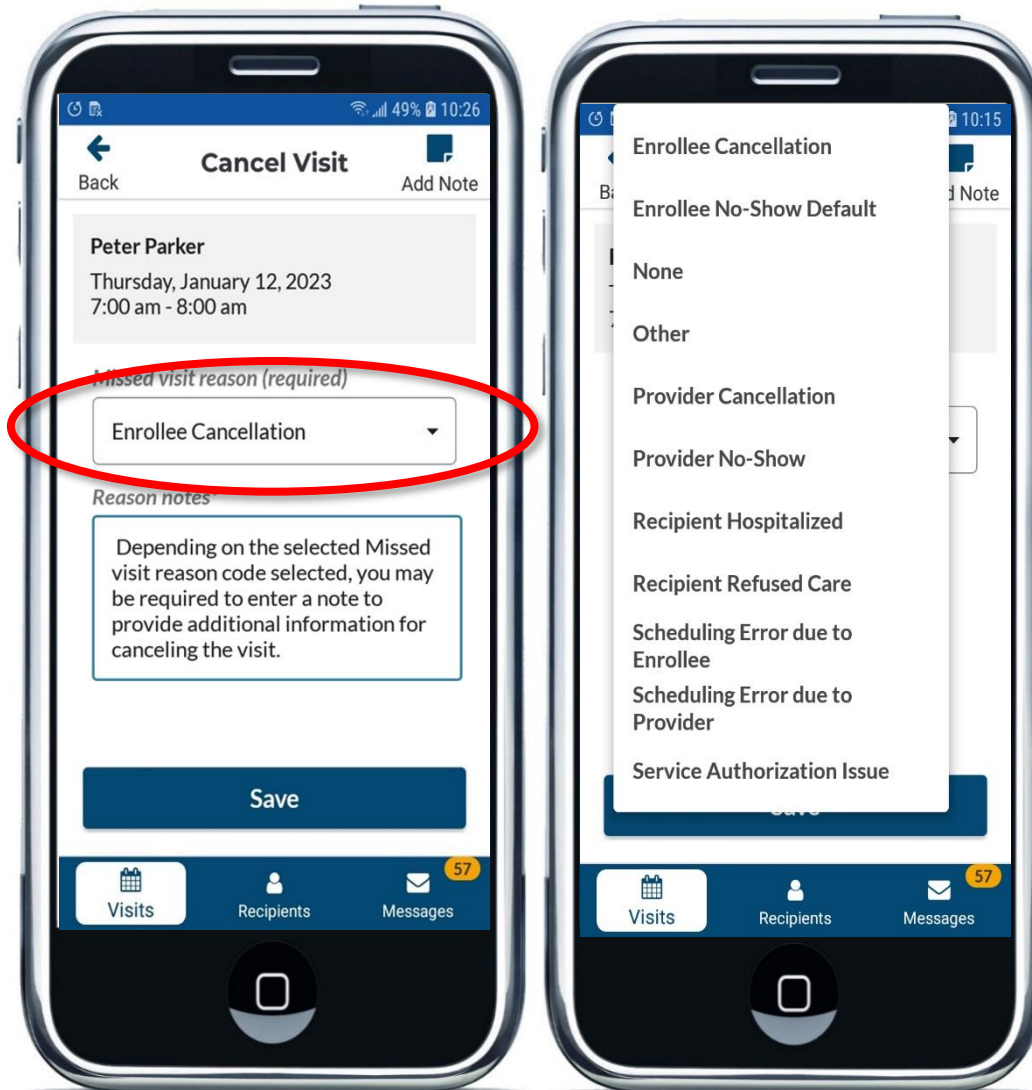 49% 10:26
Cancel Visit
Back
Add Note
Peter Parker
Thursday, January 12, 2023
7:00 am - 8:00 am
Missed visit reason (required)
Enrollee Cancellation
Reason notes*
Depending on the selected Missed
visit reason code selected, you may
be required to enter a note to
provide additional information for
canceling the visit.
Save
57
Visits
Recipients
Messages
10:15
Note
Enrollee Cancellation
Enrollee No-Show Default
None
Other
Provider Cancellation
Provider No-Show
Recipient Hospitalized
Recipient Refused Care
Scheduling Error due to
Enrollee
Scheduling Error due to
Provider
Service Authorization Issue
57
Visits
Recipients
Messages